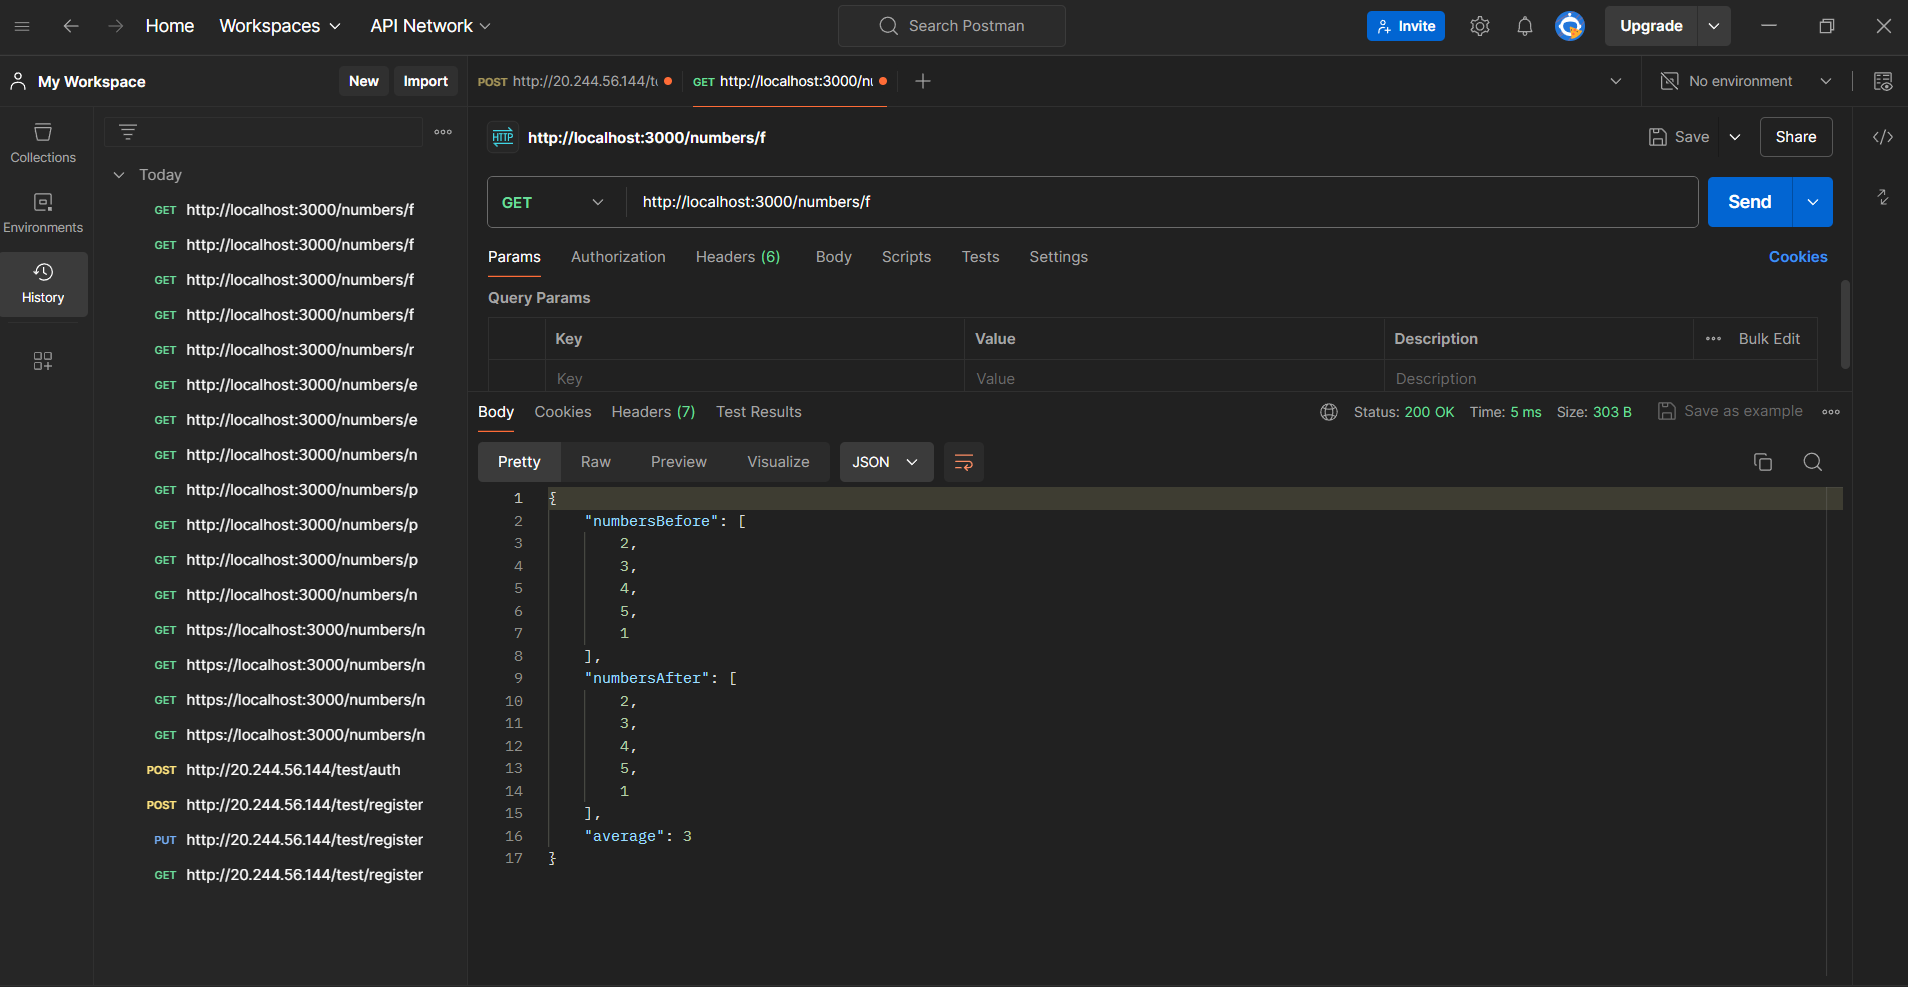 Home Workspaces API Network Search Postman Invite Upgrade
My Workspace New Import
POST http://20.244.56.144/t GET http://localhost:3000/nu No environment
http://localhost:3000/numbers/f Save Share
GET http://localhost:3000/numbers/f Send
Params Authorization Headers (6) Body Scripts Tests Settings Cookies
Query Params
Key Value Description Bulk Edit
Key Value Description
Collections
Environments
History
Today
GET http://localhost:3000/numbers/f
GET http://localhost:3000/numbers/f
GET http://localhost:3000/numbers/f
GET http://localhost:3000/numbers/f
GET http://localhost:3000/numbers/r
GET http://localhost:3000/numbers/e
GET http://localhost:3000/numbers/e
GET http://localhost:3000/numbers/n
GET http://localhost:3000/numbers/p
GET http://localhost:3000/numbers/p
GET http://localhost:3000/numbers/p
GET http://localhost:3000/numbers/n
GET https://localhost:3000/numbers/n
GET https://localhost:3000/numbers/n
GET https://localhost:3000/numbers/n
GET https://localhost:3000/numbers/n
POST http://20.244.56.144/test/auth
POST http://20.244.56.144/test/register
PUT http://20.244.56.144/test/register
GET http://20.244.56.144/test/register
Body Cookies Headers (7) Test Results Status: 200 OK Time: 5 ms Size: 303 B Save as example
Pretty Raw Preview Visualize JSON
1 {
2 "numbersBefore": [
3 2,
4 3,
5 4,
6 5,
7 1
8 ],
9 "numbersAfter": [
10 2,
11 3,
12 4,
13 5,
14 1
15 ],
16 "average": 3
17 }